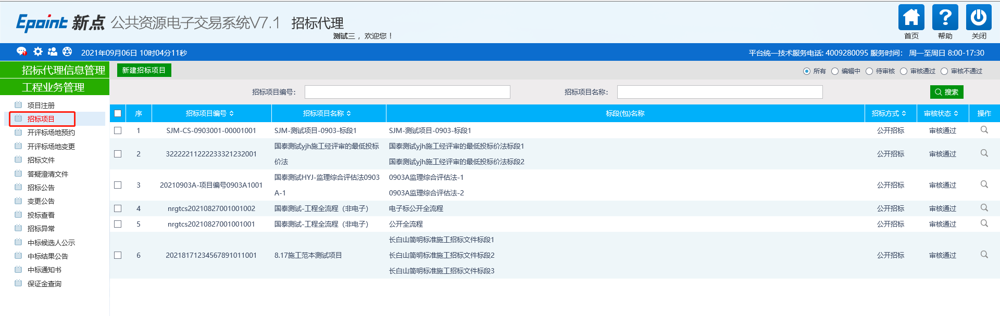 Epoint 新点 公共资源电子交易系统V7.1 招标代理
测试三 ， 欢迎您！
首页 帮助 关闭
2021年09月06日 10时04分11秒
平台统一技术服务电话: 4009280095 服务时间： 周一至周日 8:00-17:30
招标代理信息管理
工程业务管理
项目注册
招标项目
开评标场地预约
开评标场地变更
招标文件
答疑澄清文件
招标公告
变更公告
投标查看
招标异常
中标候选人公示
中标结果公告
中标通知书
保证金查询
新建招标项目
所有 编辑中 待审核 审核通过 审核不通过
招标项目编号： 招标项目名称： 搜索
序 招标项目编号 招标项目名称 标段(包)名称 招标方式 审核状态 操作
1 SJM-CS-0903001-00001001 SJM-测试项目-0903-标段1 SJM-测试项目-0903-标段1 公开招标 审核通过
国泰测试yjh施工经评审的最低投标 国泰测试yjh施工经评审的最低投标价法标段1
2 32222211222233321232001 公开招标 审核通过
价法 国泰测试yjh施工经评审的最低投标价法标段2
国泰测试HYJ-监理综合评估法0903 0903A监理综合评估法-1
3 20210903A-项目编号0903A1001 公开招标 审核通过
A-1 0903A监理综合评估法-2
4 nrgtcs20210827001001002 国泰测试-工程全流程（非电子） 电子标公开全流程 公开招标 审核通过
5 nrgtcs20210827001001001 国泰测试-工程全流程（非电子） 公开全流程 公开招标 审核通过
长白山简明标准施工招标文件标段1
6 20218171234567891011001 8.17施工范本测试项目 长白山简明标准施工招标文件标段2 公开招标 审核通过
长白山简明标准施工招标文件标段3